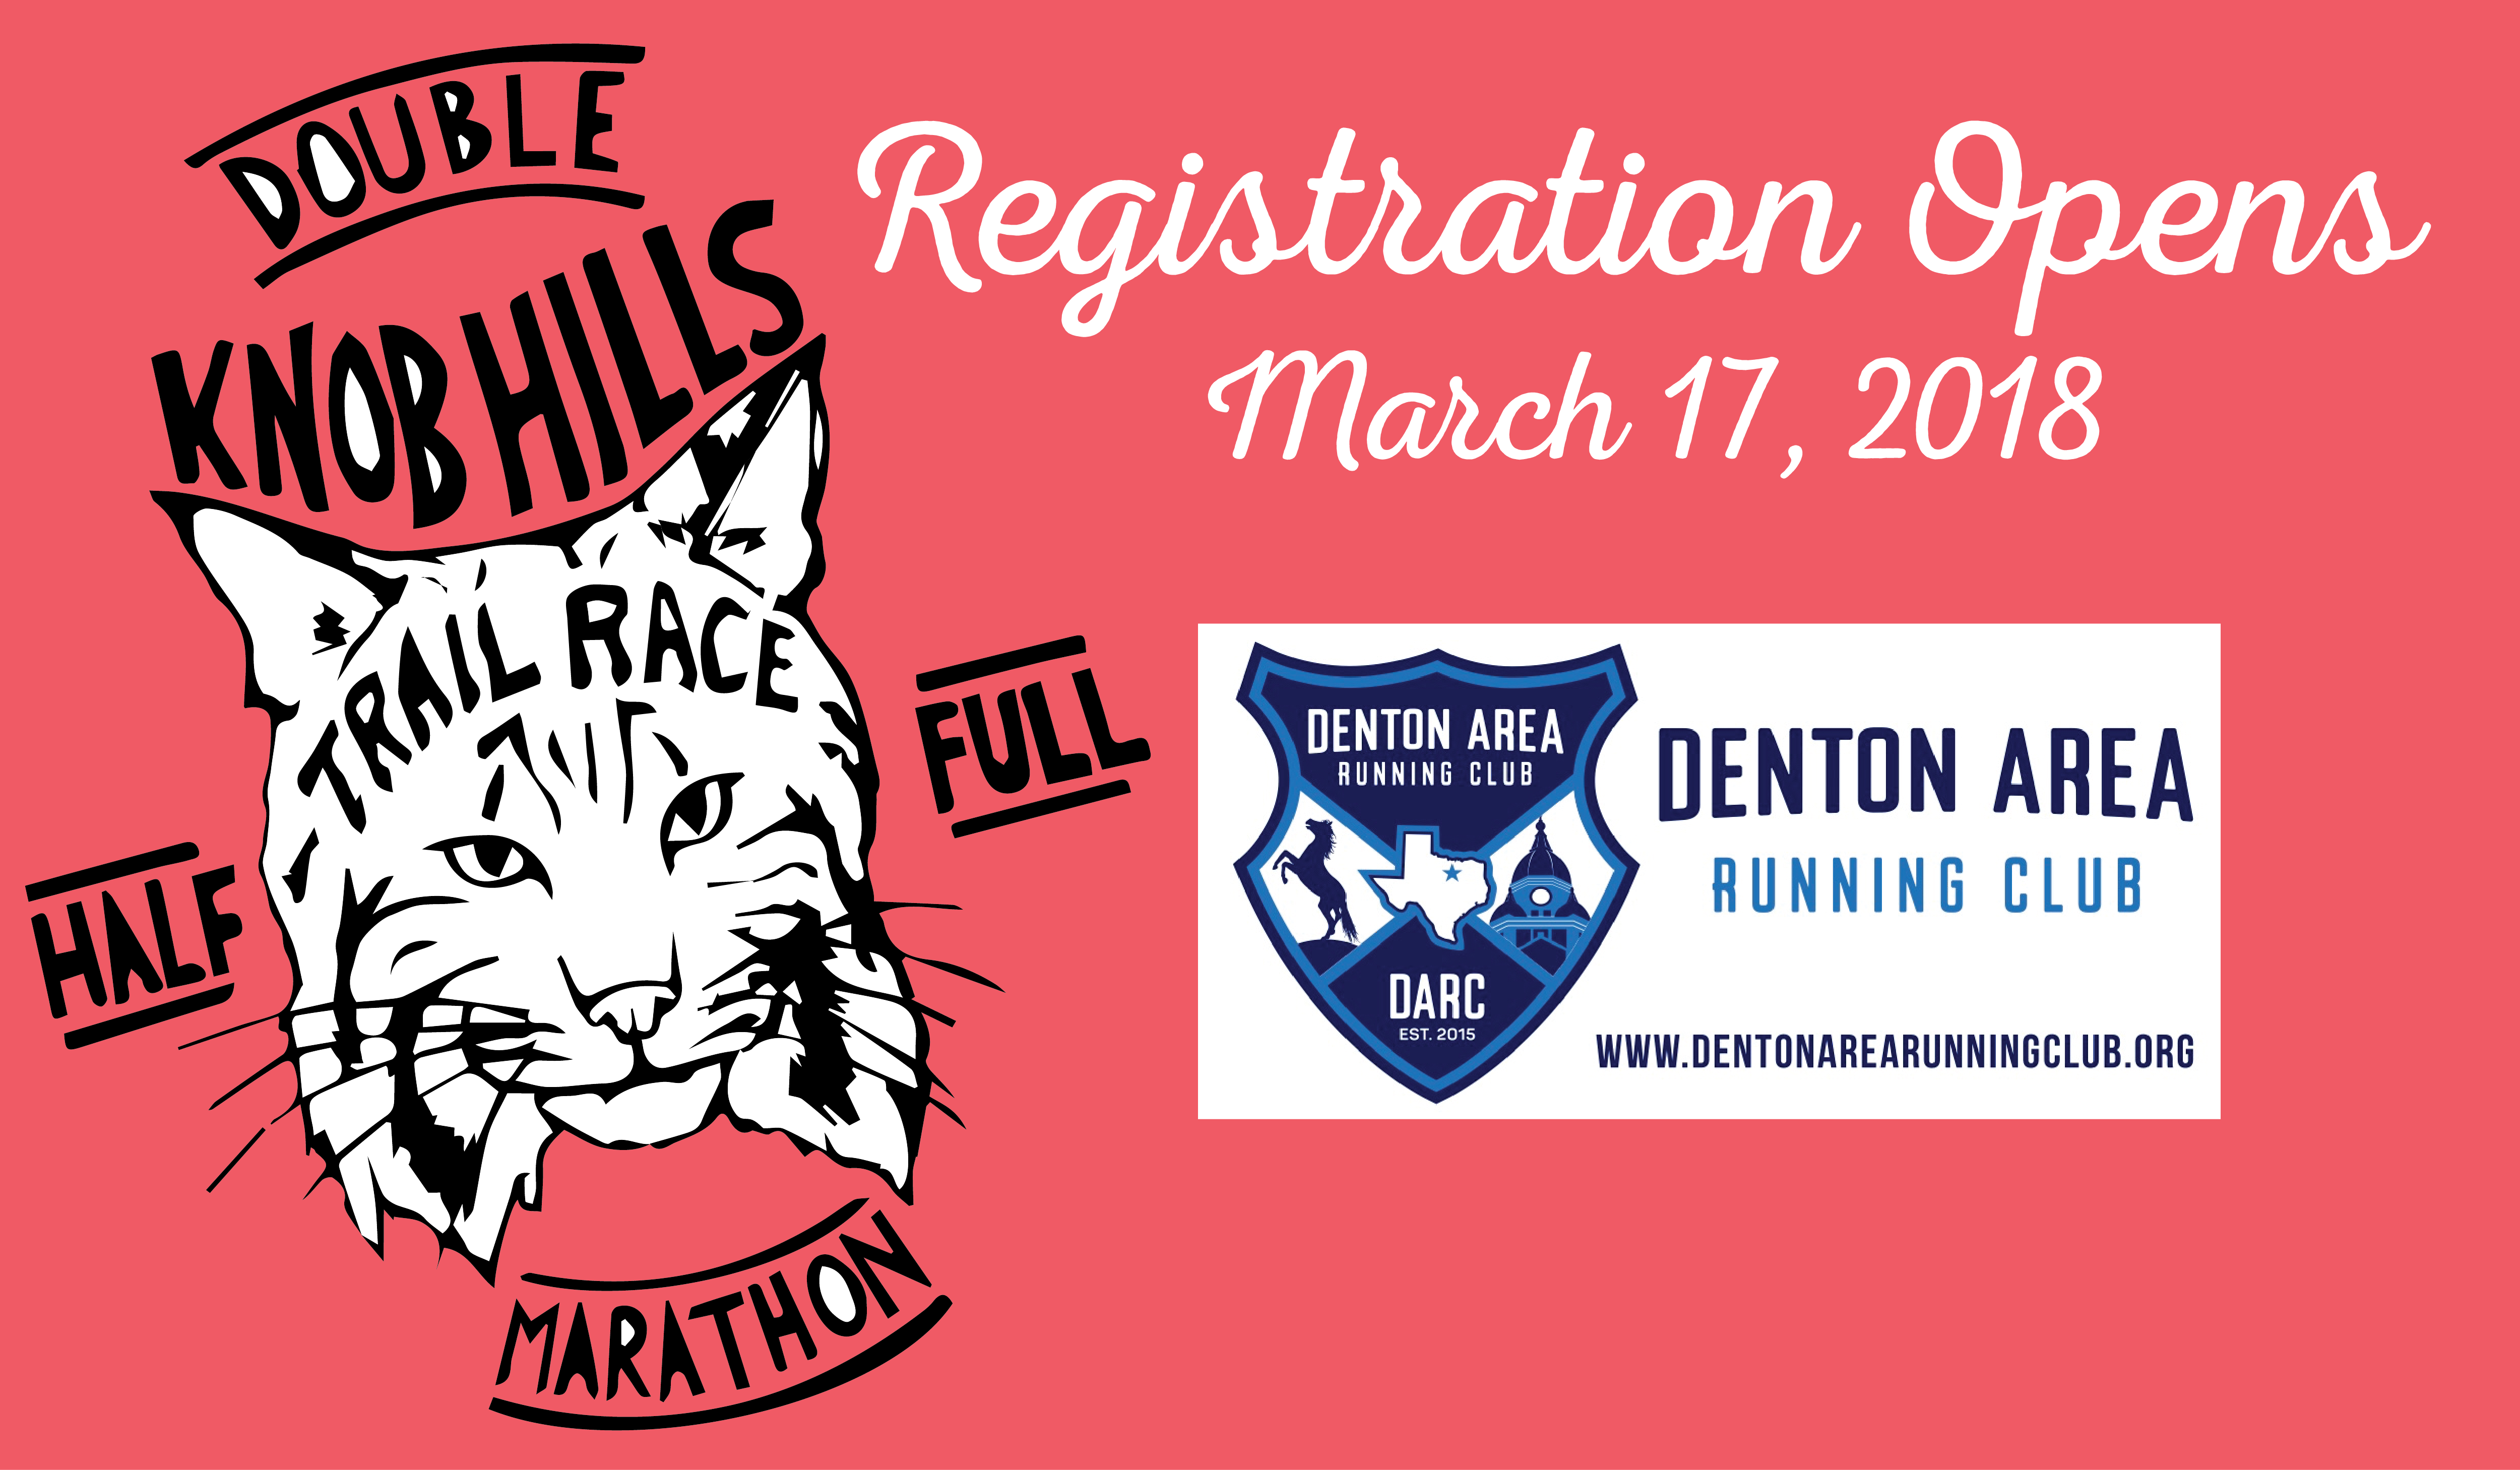 DOUBLE
KNOB HILLS
TRAIL RACE
HALF
FULL
MARATHON
Registration Opens
March 17, 2018
DENTON AREA
RUNNING CLUB
DARC
EST. 2015
DENTON AREA
RUNNING CLUB
WWW.DENTONAREARUNNINGCLUB.ORG